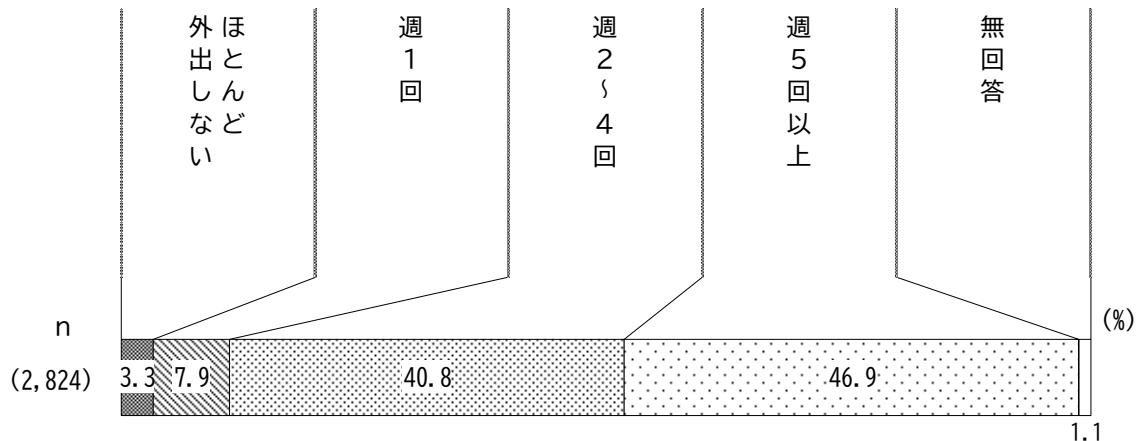 ほとんど
外出しない
週1回
週2～4回
週5回以上
無回答
n
(%)
(2,824)
3.3
7.9
40.8
46.9
1.1